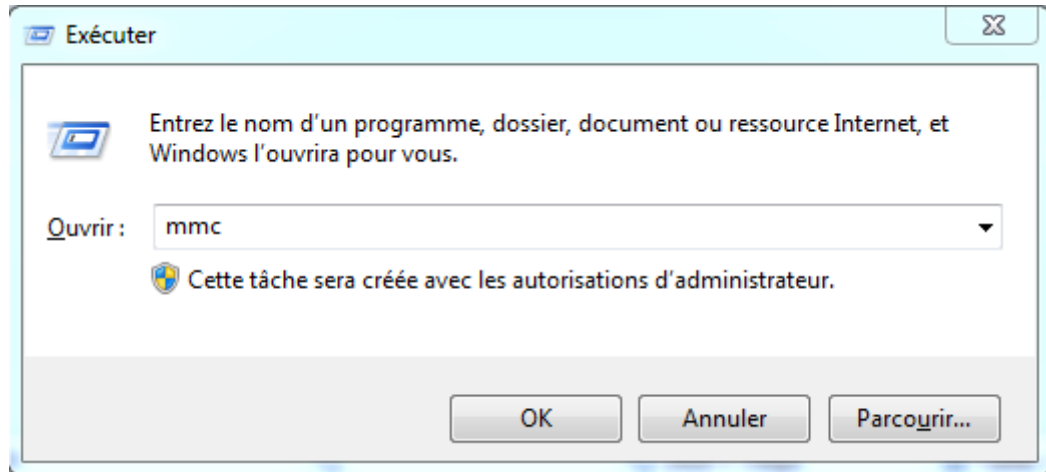 Exécuter
Entrez le nom d'un programme, dossier, document ou ressource Internet, et
Windows l'ouvrira pour vous.
Ouvrir : mmc
Cette tâche sera créée avec les autorisations d'administrateur.
OK Annuler Parcourir...